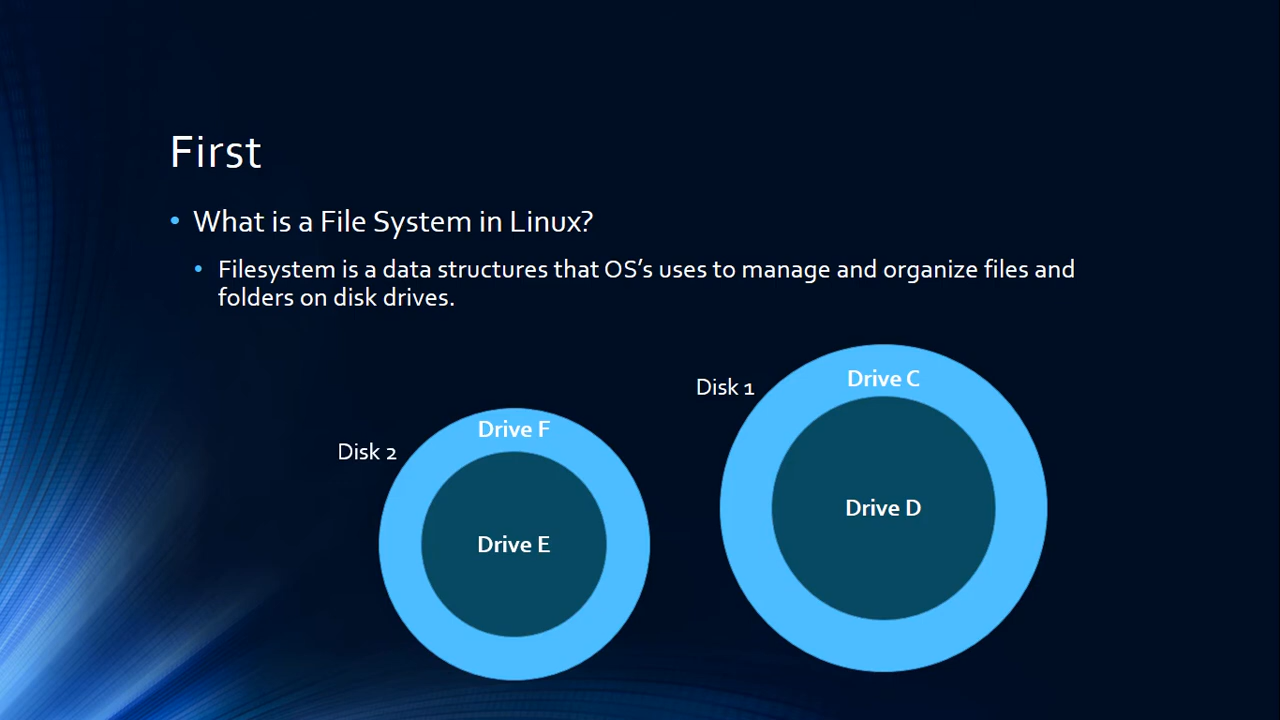 First
What is a File System in Linux?
Filesystem is a data structures that OS’s uses to manage and organize files and
folders on disk drives.
Disk 1
Drive C
Drive D
Disk 2
Drive F
Drive E